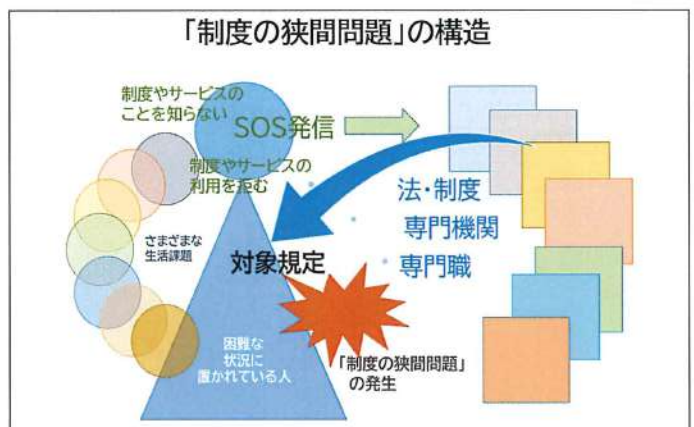 「制度の狭間問題」の構造
制度やサービスの
ことを知らない
SOS発信
制度やサービスの
利用を拒む
さまざまな
生活課題
対象規定
法・制度
専門機関
専門職
困難な
状況に
置かれている人
「制度の狭間問題」
の発生